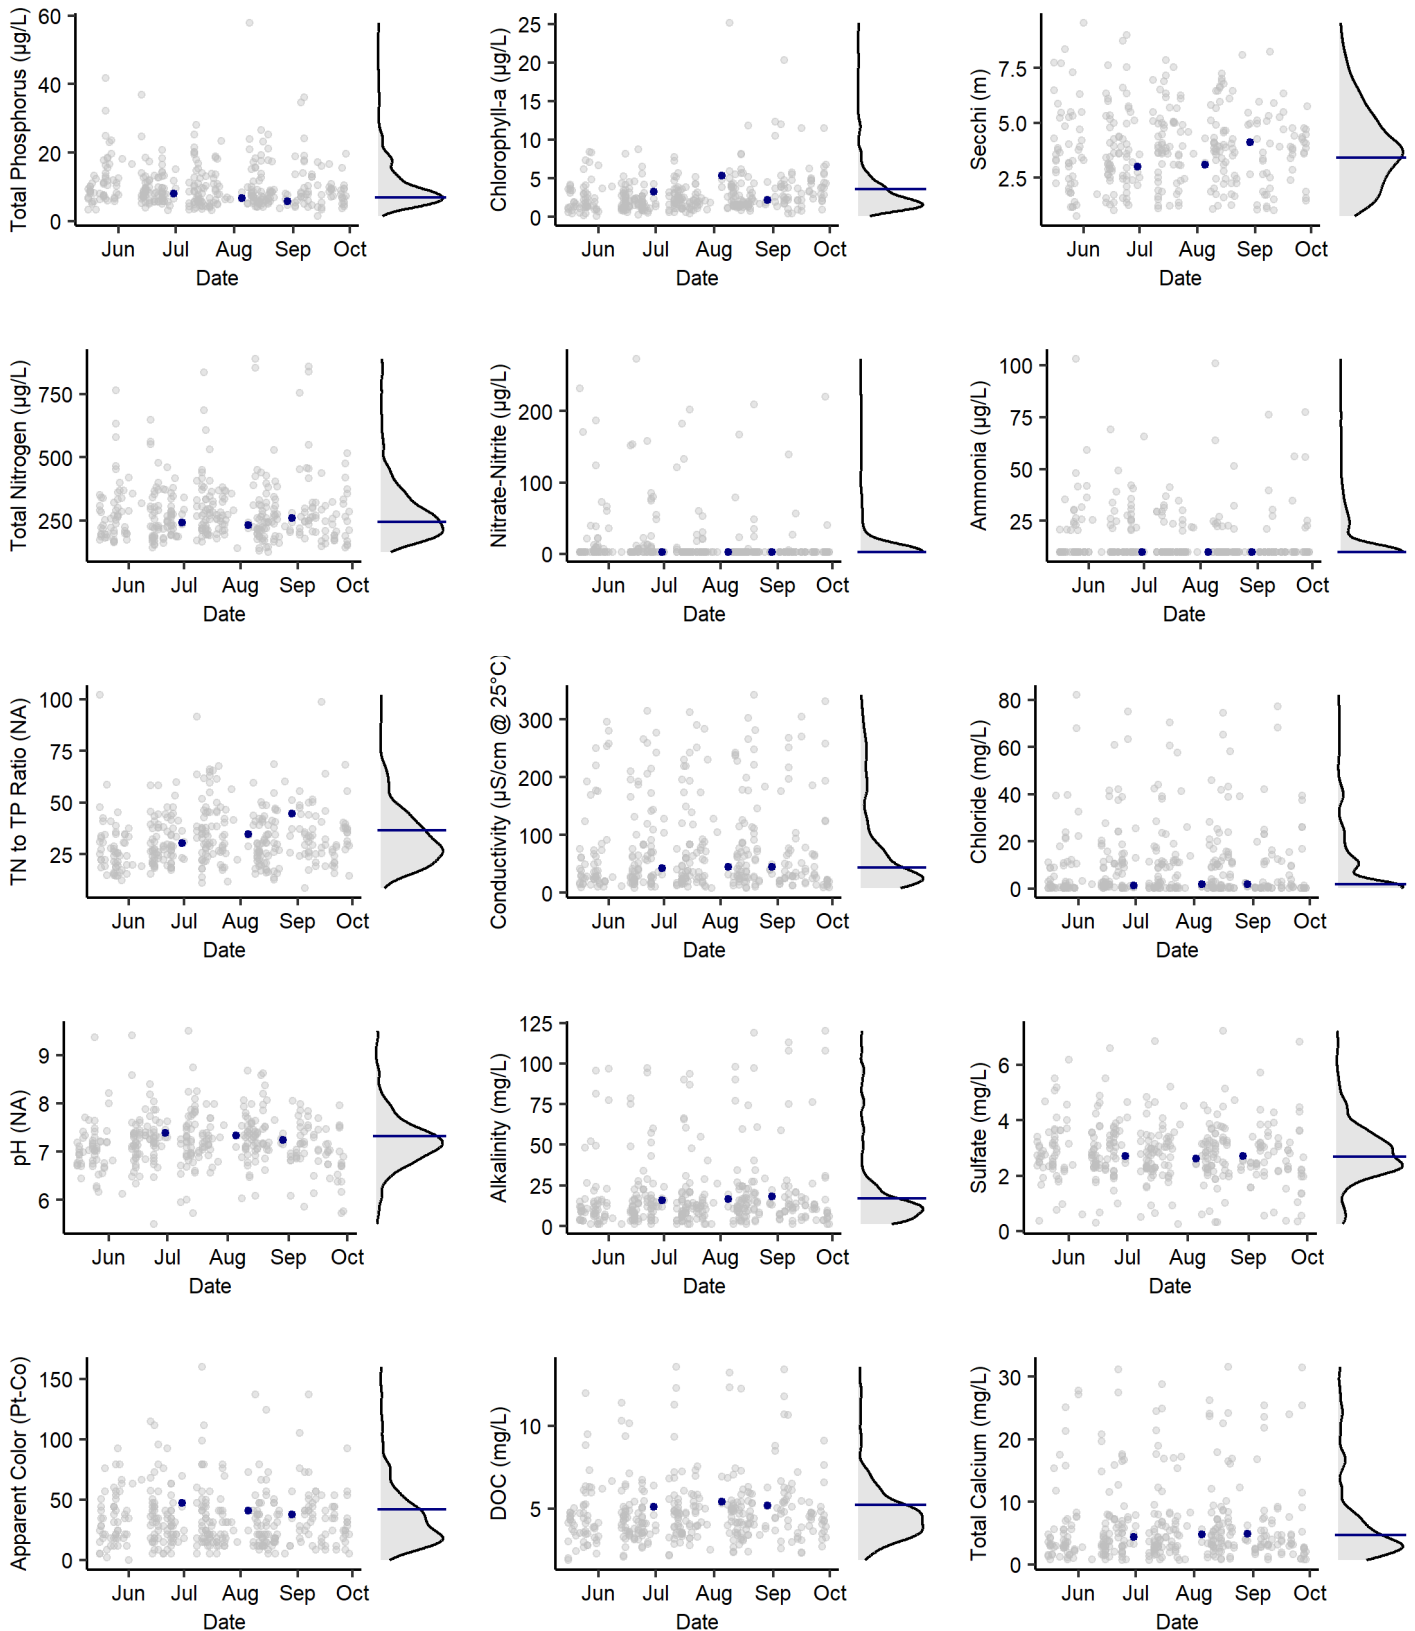 Total Phosphorus (µg/L)
60
40
20
0
Jun Jul Aug Sep Oct
Date
Chlorophyll-a (µg/L)
25
20
15
10
5
0
Jun Jul Aug Sep Oct
Date
Secchi (m)
7.5
5.0
2.5
Jun Jul Aug Sep Oct
Date
Total Nitrogen (µg/L)
750
500
250
Jun Jul Aug Sep Oct
Date
Nitrate-Nitrite (µg/L)
200
100
0
Jun Jul Aug Sep Oct
Date
Ammonia (µg/L)
100
75
50
25
Jun Jul Aug Sep Oct
Date
TN to TP Ratio (NA)
100
75
50
25
Jun Jul Aug Sep Oct
Date
Conductivity (µS/cm @ 25°C)
300
200
100
0
Jun Jul Aug Sep Oct
Date
Chloride (mg/L)
80
60
40
20
0
Jun Jul Aug Sep Oct
Date
pH (NA)
9
8
7
6
Jun Jul Aug Sep Oct
Date
Alkalinity (mg/L)
125
100
75
50
25
0
Jun Jul Aug Sep Oct
Date
Sulfate (mg/L)
6
4
2
0
Jun Jul Aug Sep Oct
Date
Apparent Color (Pt-Co)
150
100
50
0
Jun Jul Aug Sep Oct
Date
DOC (mg/L)
10
5
Jun Jul Aug Sep Oct
Date
Total Calcium (mg/L)
30
20
10
0
Jun Jul Aug Sep Oct
Date